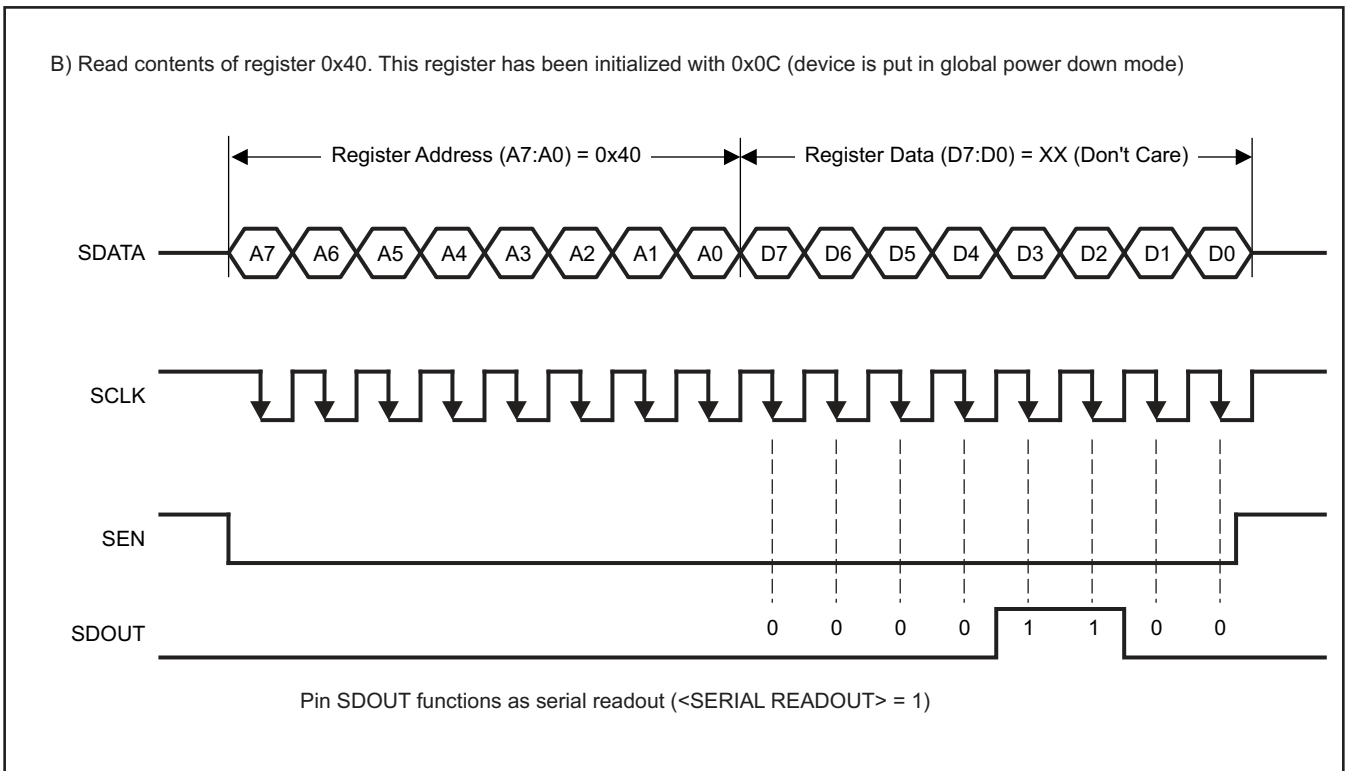 B) Read contents of register 0x40. This register has been initialized with 0x0C (device is put in global power down mode)
Register Address (A7:A0) = 0x40 Register Data (D7:D0) = XX (Don't Care)
SDATA A7 A6 A5 A4 A3 A2 A1 A0 D7 D6 D5 D4 D3 D2 D1 D0
SCLK
SEN
SDOUT 0 0 0 0 1 1 0 0
Pin SDOUT functions as serial readout (<SERIAL READOUT> = 1)